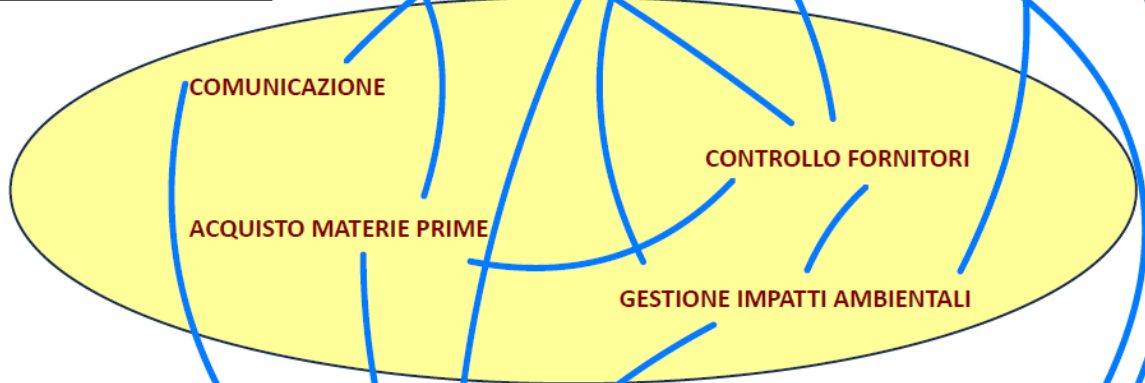 COMUNICAZIONE
CONTROLLO FORNITORI
ACQUISTO MATERIE PRIME
GESTIONE IMPATTI AMBIENTALI